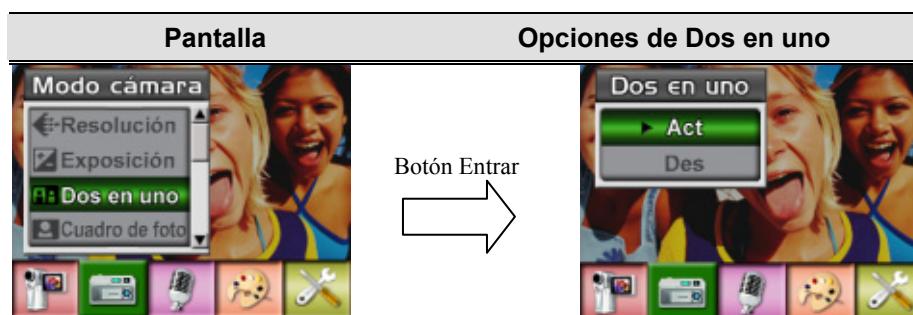 Pantalla
Opciones de Dos en uno
Modo cámara
Resolución
Exposición
Dos en uno
Cuadro de foto
Botón Entrar
Dos en uno
Act
Des